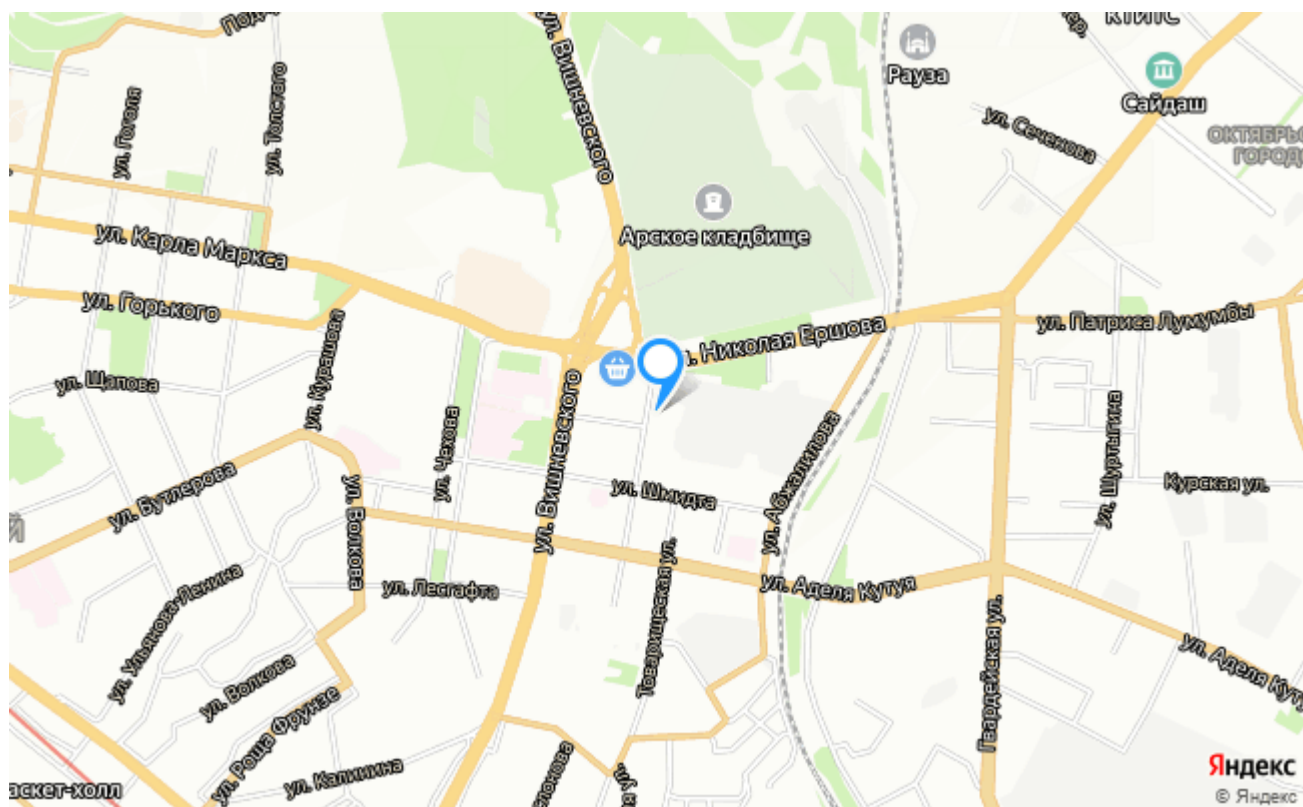 КТИТС
ул. Вишневского
Рауза
Сайдаш
ул. Гоголя
ул. Толстого
ул. Сеченова
Арское кладбище
ул. Карла Маркса
ул. Горького
ул. Николая Ершова
ул. Патриса Лумумбы
ул. Щапова
ул. Курашова
ул. Чехова
ул. Вишневского
ул. Абжалилова
ул. Шуртыгина
Курская ул.
ул. Бутлерова
ул. Волкова
ул. Шмидта
ул. Лесгафта
ул. Аделя Кутуя
Товарищеская ул.
Гвардейская ул.
ул. Ульянова-Ленина
ул. Волкова
ул. Роща Фрунзе
ул. Калинина
ул. Аделя Куту
аскет-холл
Яндекс
© Яндекс